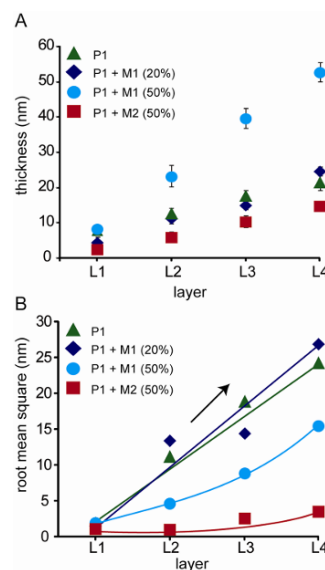 A
60
50
40
30
20
10
0
thickness (nm)
P1
P1 + M1 (20%)
P1 + M1 (50%)
P1 + M2 (50%)
L1 L2 L3 L4
layer
B
30
25
20
15
10
5
0
root mean square (nm)
P1
P1 + M1 (20%)
P1 + M1 (50%)
P1 + M2 (50%)
L1 L2 L3 L4
layer